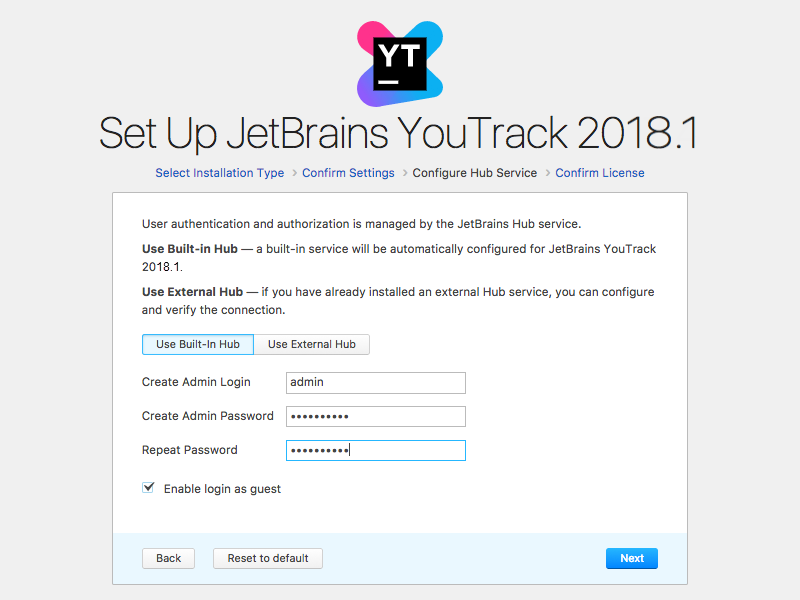 YT
Set Up JetBrains YouTrack 2018.1
Select Installation Type > Confirm Settings > Configure Hub Service > Confirm License
User authentication and authorization is managed by the JetBrains Hub service.
Use Built-in Hub — a built-in service will be automatically configured for JetBrains YouTrack
2018.1.
Use External Hub — if you have already installed an external Hub service, you can configure
and verify the connection.
Use Built-In Hub Use External Hub
Create Admin Login admin
Create Admin Password ••••••••••
Repeat Password ••••••••••
Enable login as guest
Back Reset to default Next